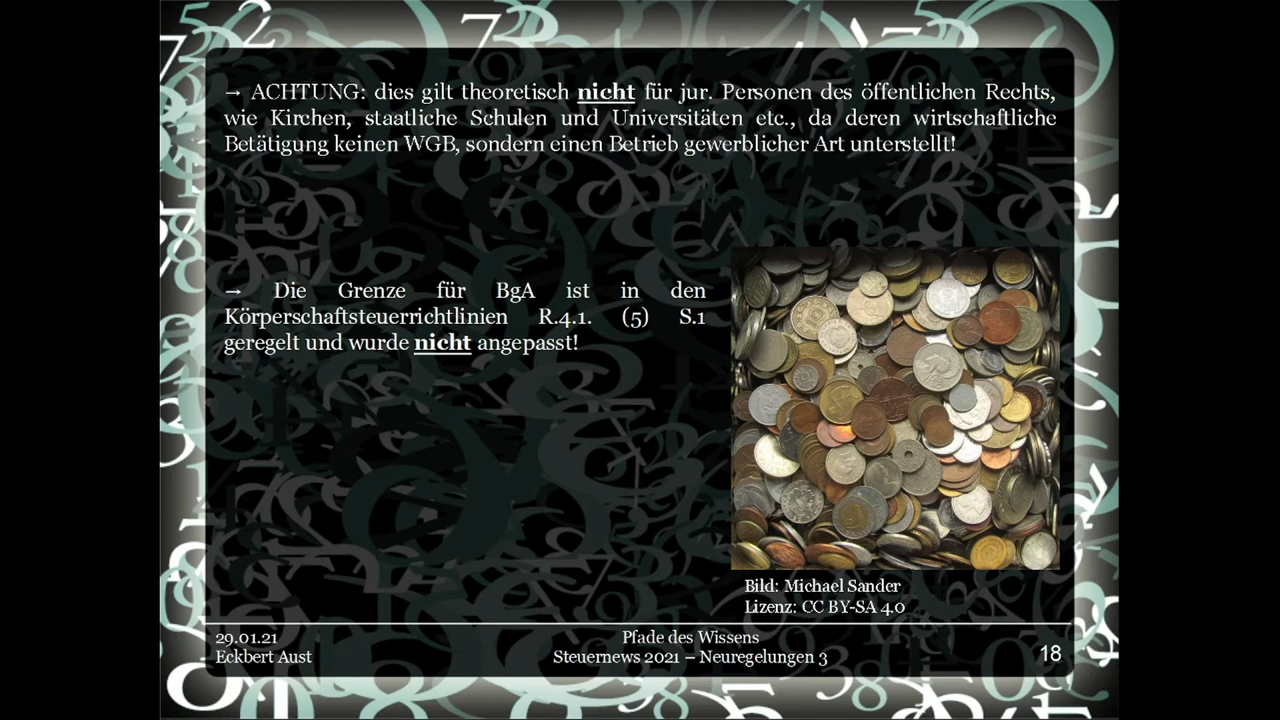 → ACHTUNG: dies gilt theoretisch nicht für jur. Personen des öffentlichen Rechts,
wie Kirchen, staatliche Schulen und Universitäten etc., da deren wirtschaftliche
Betätigung keinen WGB, sondern einen Betrieb gewerblicher Art unterstellt!
→ Die Grenze für BgA ist in den
Körperschaftsteuerrichtlinien R.4.1. (5) S.1
geregelt und wurde nicht angepasst!
Bild: Michael Sander
Lizenz: CC BY-SA 4.0
29.01.21
Eckbert Aust
Pfade des Wissens
Steuernews 2021 – Neuregelungen 3
18